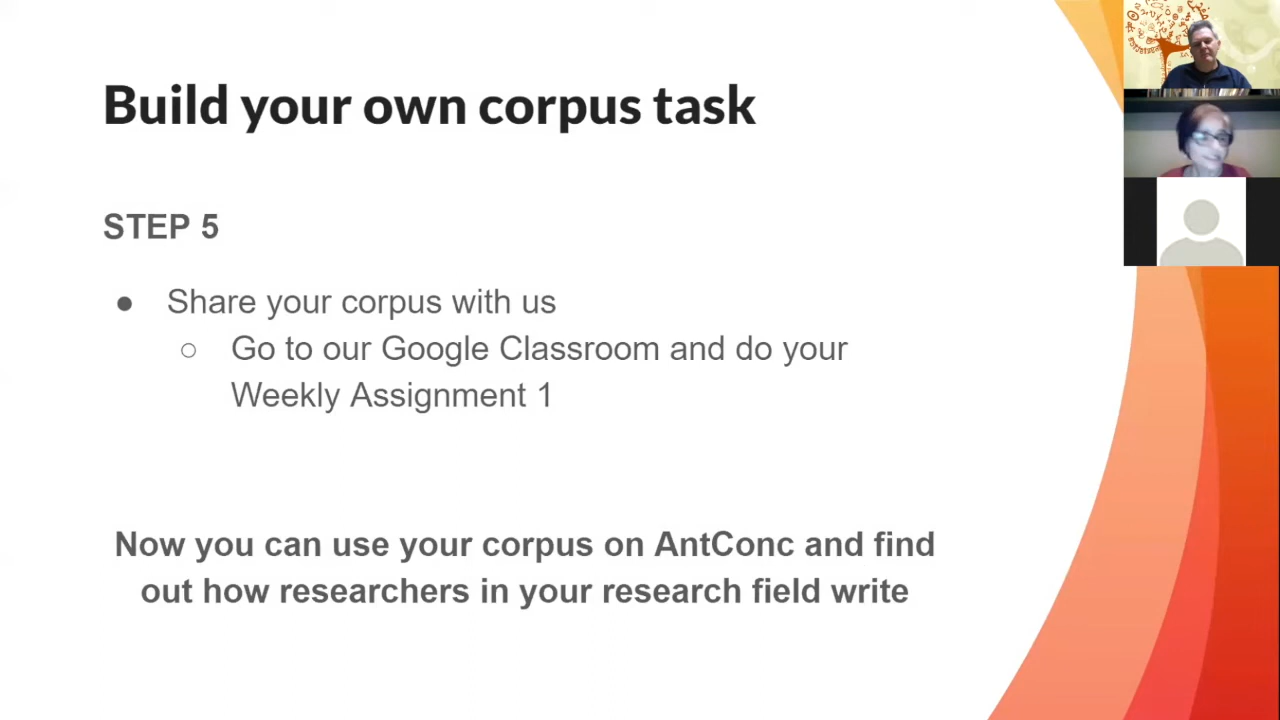 Build your own corpus task
STEP 5
● Share your corpus with us
○ Go to our Google Classroom and do your
Weekly Assignment 1
Now you can use your corpus on AntConc and find
out how researchers in your research field write